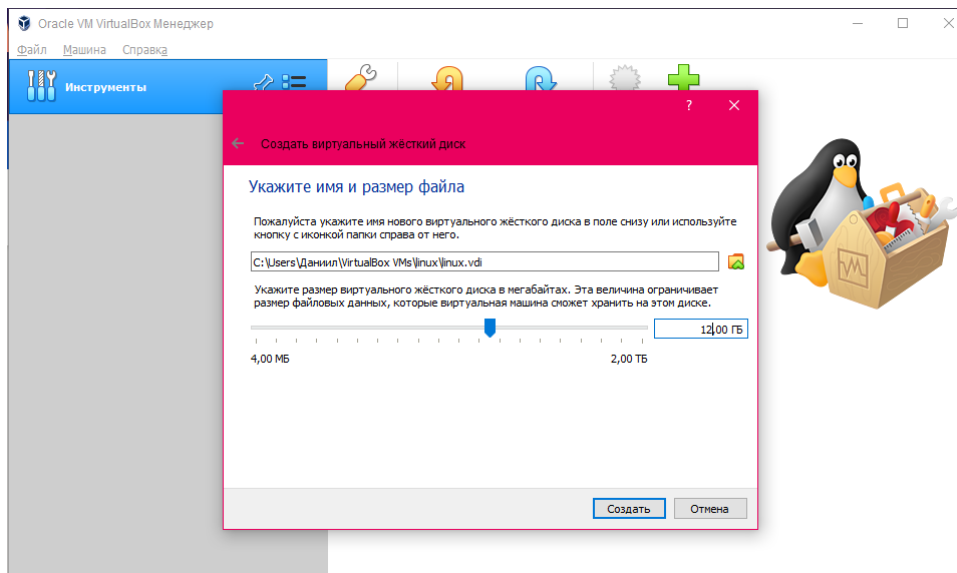 Oracle VM VirtualBox Менеджер
Файл Машина Справка
Инструменты
?
Создать виртуальный жёсткий диск
Укажите имя и размер файла
Пожалуйста укажите имя нового виртуального жёсткого диска в поле снизу или используйте
кнопку с иконкой папки справа от него.
C:\Users\Даниил\VirtualBox VMs\linux\linux.vdi
Укажите размер виртуального жёсткого диска в мегабайтах. Эта величина ограничивает
размер файловых данных, которые виртуальная машина сможет хранить на этом диске.
12,00 ГБ
4,00 МБ 2,00 ТБ
Создать Отмена